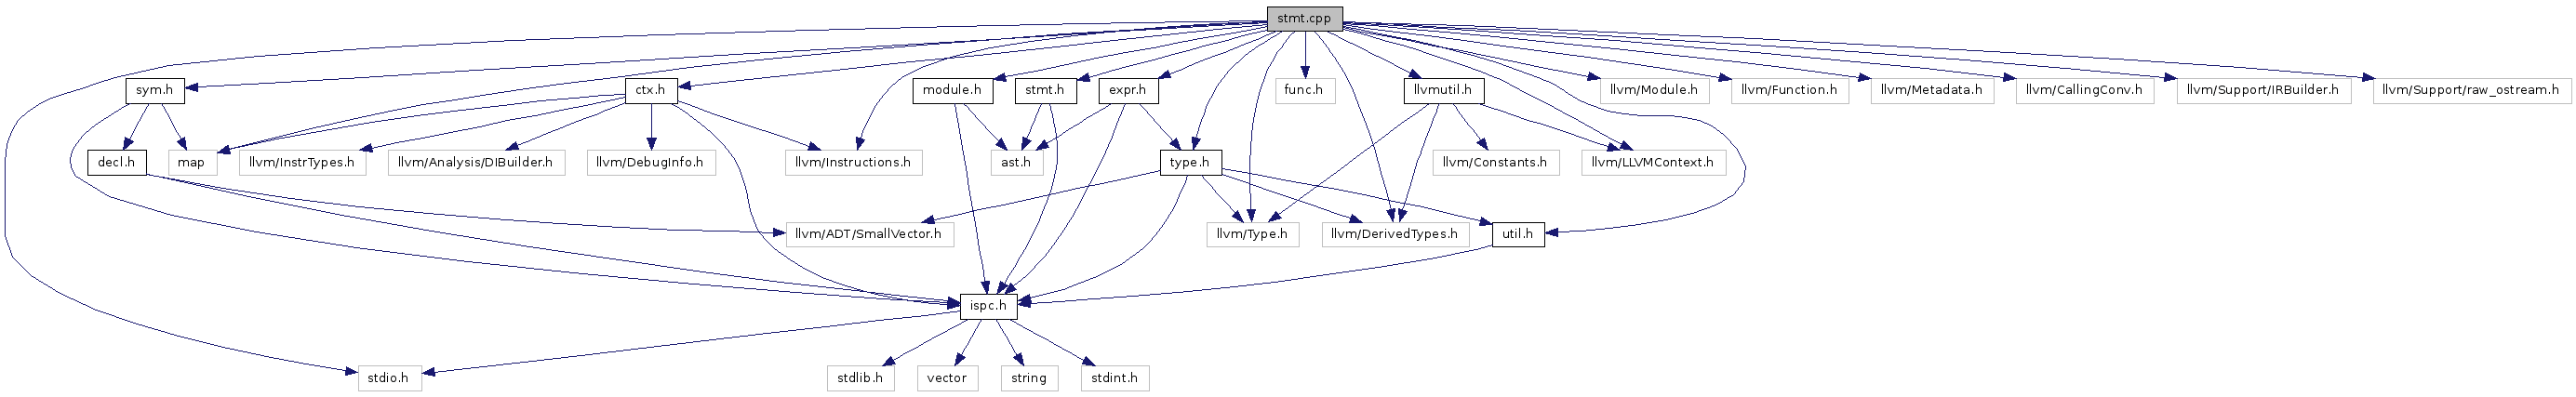 stmt.cpp
sym.h
ctx.h
module.h
stmt.h
expr.h
func.h
llvmutil.h
llvm/Module.h
llvm/Function.h
llvm/Metadata.h
llvm/CallingConv.h
llvm/Support/IRBuilder.h
llvm/Support/raw_ostream.h
decl.h
map
llvm/InstrTypes.h
llvm/Analysis/DIBuilder.h
llvm/DebugInfo.h
llvm/Instructions.h
ast.h
type.h
llvm/Constants.h
llvm/LLVMContext.h
llvm/ADT/SmallVector.h
llvm/Type.h
llvm/DerivedTypes.h
util.h
ispc.h
stdio.h
stdlib.h
vector
string
stdint.h